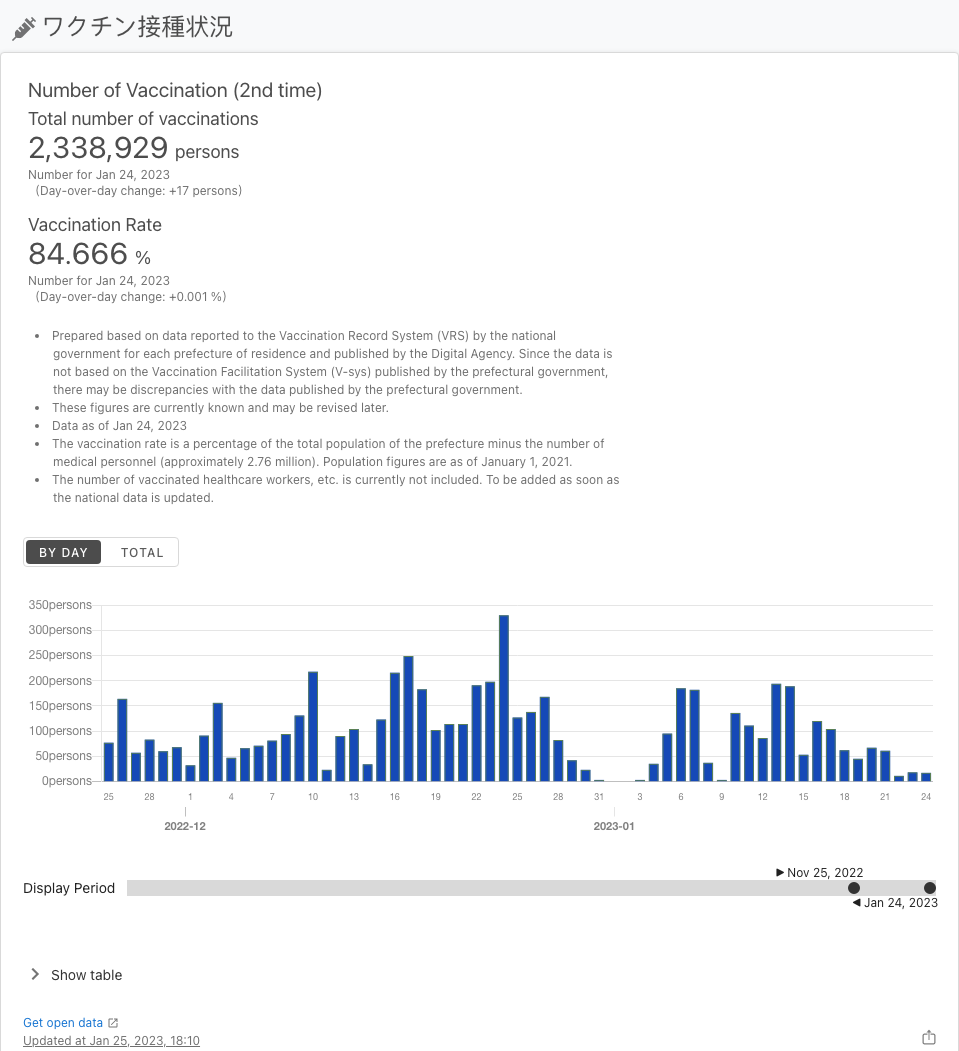 ワクチン接種状況
Number of Vaccination (2nd time)
Total number of vaccinations
2,338,929 persons
Number for Jan 24, 2023
(Day-over-day change: +17 persons)
Vaccination Rate
84.666 %
Number for Jan 24, 2023
(Day-over-day change: +0.001 %)
• Prepared based on data reported to the Vaccination Record System (VRS) by the national
government for each prefecture of residence and published by the Digital Agency. Since the data is
not based on the Vaccination Facilitation System (V-sys) published by the prefectural government,
there may be discrepancies with the data published by the prefectural government.
• These figures are currently known and may be revised later.
• Data as of Jan 24, 2023
• The vaccination rate is a percentage of the total population of the prefecture minus the number of
medical personnel (approximately 2.76 million). Population figures are as of January 1, 2021.
• The number of vaccinated healthcare workers, etc. is currently not included. To be added as soon as
the national data is updated.
BY DAY TOTAL
350persons
300persons
250persons
200persons
150persons
100persons
50persons
0persons
25 28 1 4 7 10 13 16 19 22 25 28 31 3 6 9 12 15 18 21 24
2022-12 2023-01
Nov 25, 2022
Display Period
Jan 24, 2023
Show table
Get open data
Updated at Jan 25, 2023, 18:10